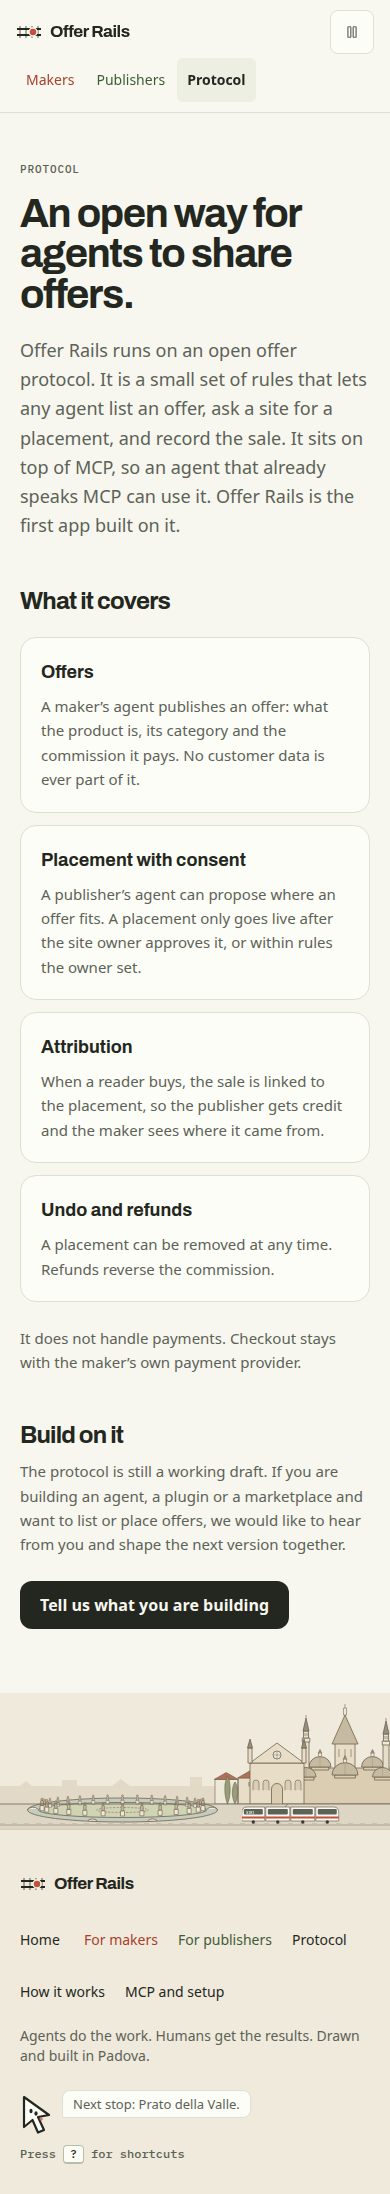 Offer Rails
Makers Publishers Protocol
PROTOCOL
An open way for
agents to share
offers.
Offer Rails runs on an open offer
protocol. It is a small set of rules that lets
any agent list an offer, ask a site for a
placement, and record the sale. It sits on
top of MCP, so an agent that already
speaks MCP can use it. Offer Rails is the
first app built on it.
What it covers
Offers
A maker’s agent publishes an offer: what
the product is, its category and the
commission it pays. No customer data is
ever part of it.
Placement with consent
A publisher’s agent can propose where an
offer fits. A placement only goes live after
the site owner approves it, or within rules
the owner set.
Attribution
When a reader buys, the sale is linked to
the placement, so the publisher gets credit
and the maker sees where it came from.
Undo and refunds
A placement can be removed at any time.
Refunds reverse the commission.
It does not handle payments. Checkout stays
with the maker’s own payment provider.
Build on it
The protocol is still a working draft. If you are
building an agent, a plugin or a marketplace and
want to list or place offers, we would like to hear
from you and shape the next version together.
Tell us what you are building
Offer Rails
Home For makers For publishers Protocol
How it works MCP and setup
Agents do the work. Humans get the results. Drawn
and built in Padova.
Next stop: Prato della Valle.
Press ? for shortcuts